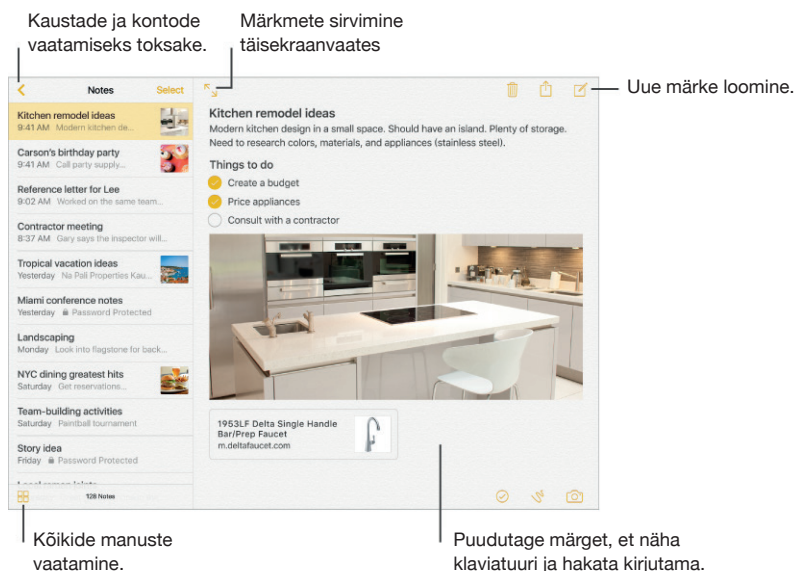 Kaustade ja kontode
vaatamiseks toksake.
Märkmete sirvimine
täisekraanvaates
Uue märke loomine.
Notes
Select
Kitchen remodel ideas
9:41 AM Modern kitchen de...
Carson's birthday party
9:41 AM Call party supply...
Reference letter for Lee
9:02 AM Worked on the same team...
Contractor meeting
8:37 AM Gary says the inspector will...
Tropical vacation ideas
Yesterday Na Pali Properties Kau...
Miami conference notes
Yesterday Password Protected
Landscaping
Monday Look into flagstone for back...
NYC dining greatest hits
Saturday Get reservations...
Team-building activities
Saturday Paintball tournament
Story idea
Friday Password Protected
128 Notes
Kitchen remodel ideas
Modern kitchen design in a small space. Should have an island. Plenty of storage.
Need to research colors, materials, and appliances (stainless steel).
Things to do
Create a budget
Price appliances
Consult with a contractor
1953LF Delta Single Handle
Bar/Prep Faucet
m.deltafaucet.com
Kõikide manuste
vaatamine.
Puudutage märget, et näha
klaviatuuri ja hakata kirjutama.